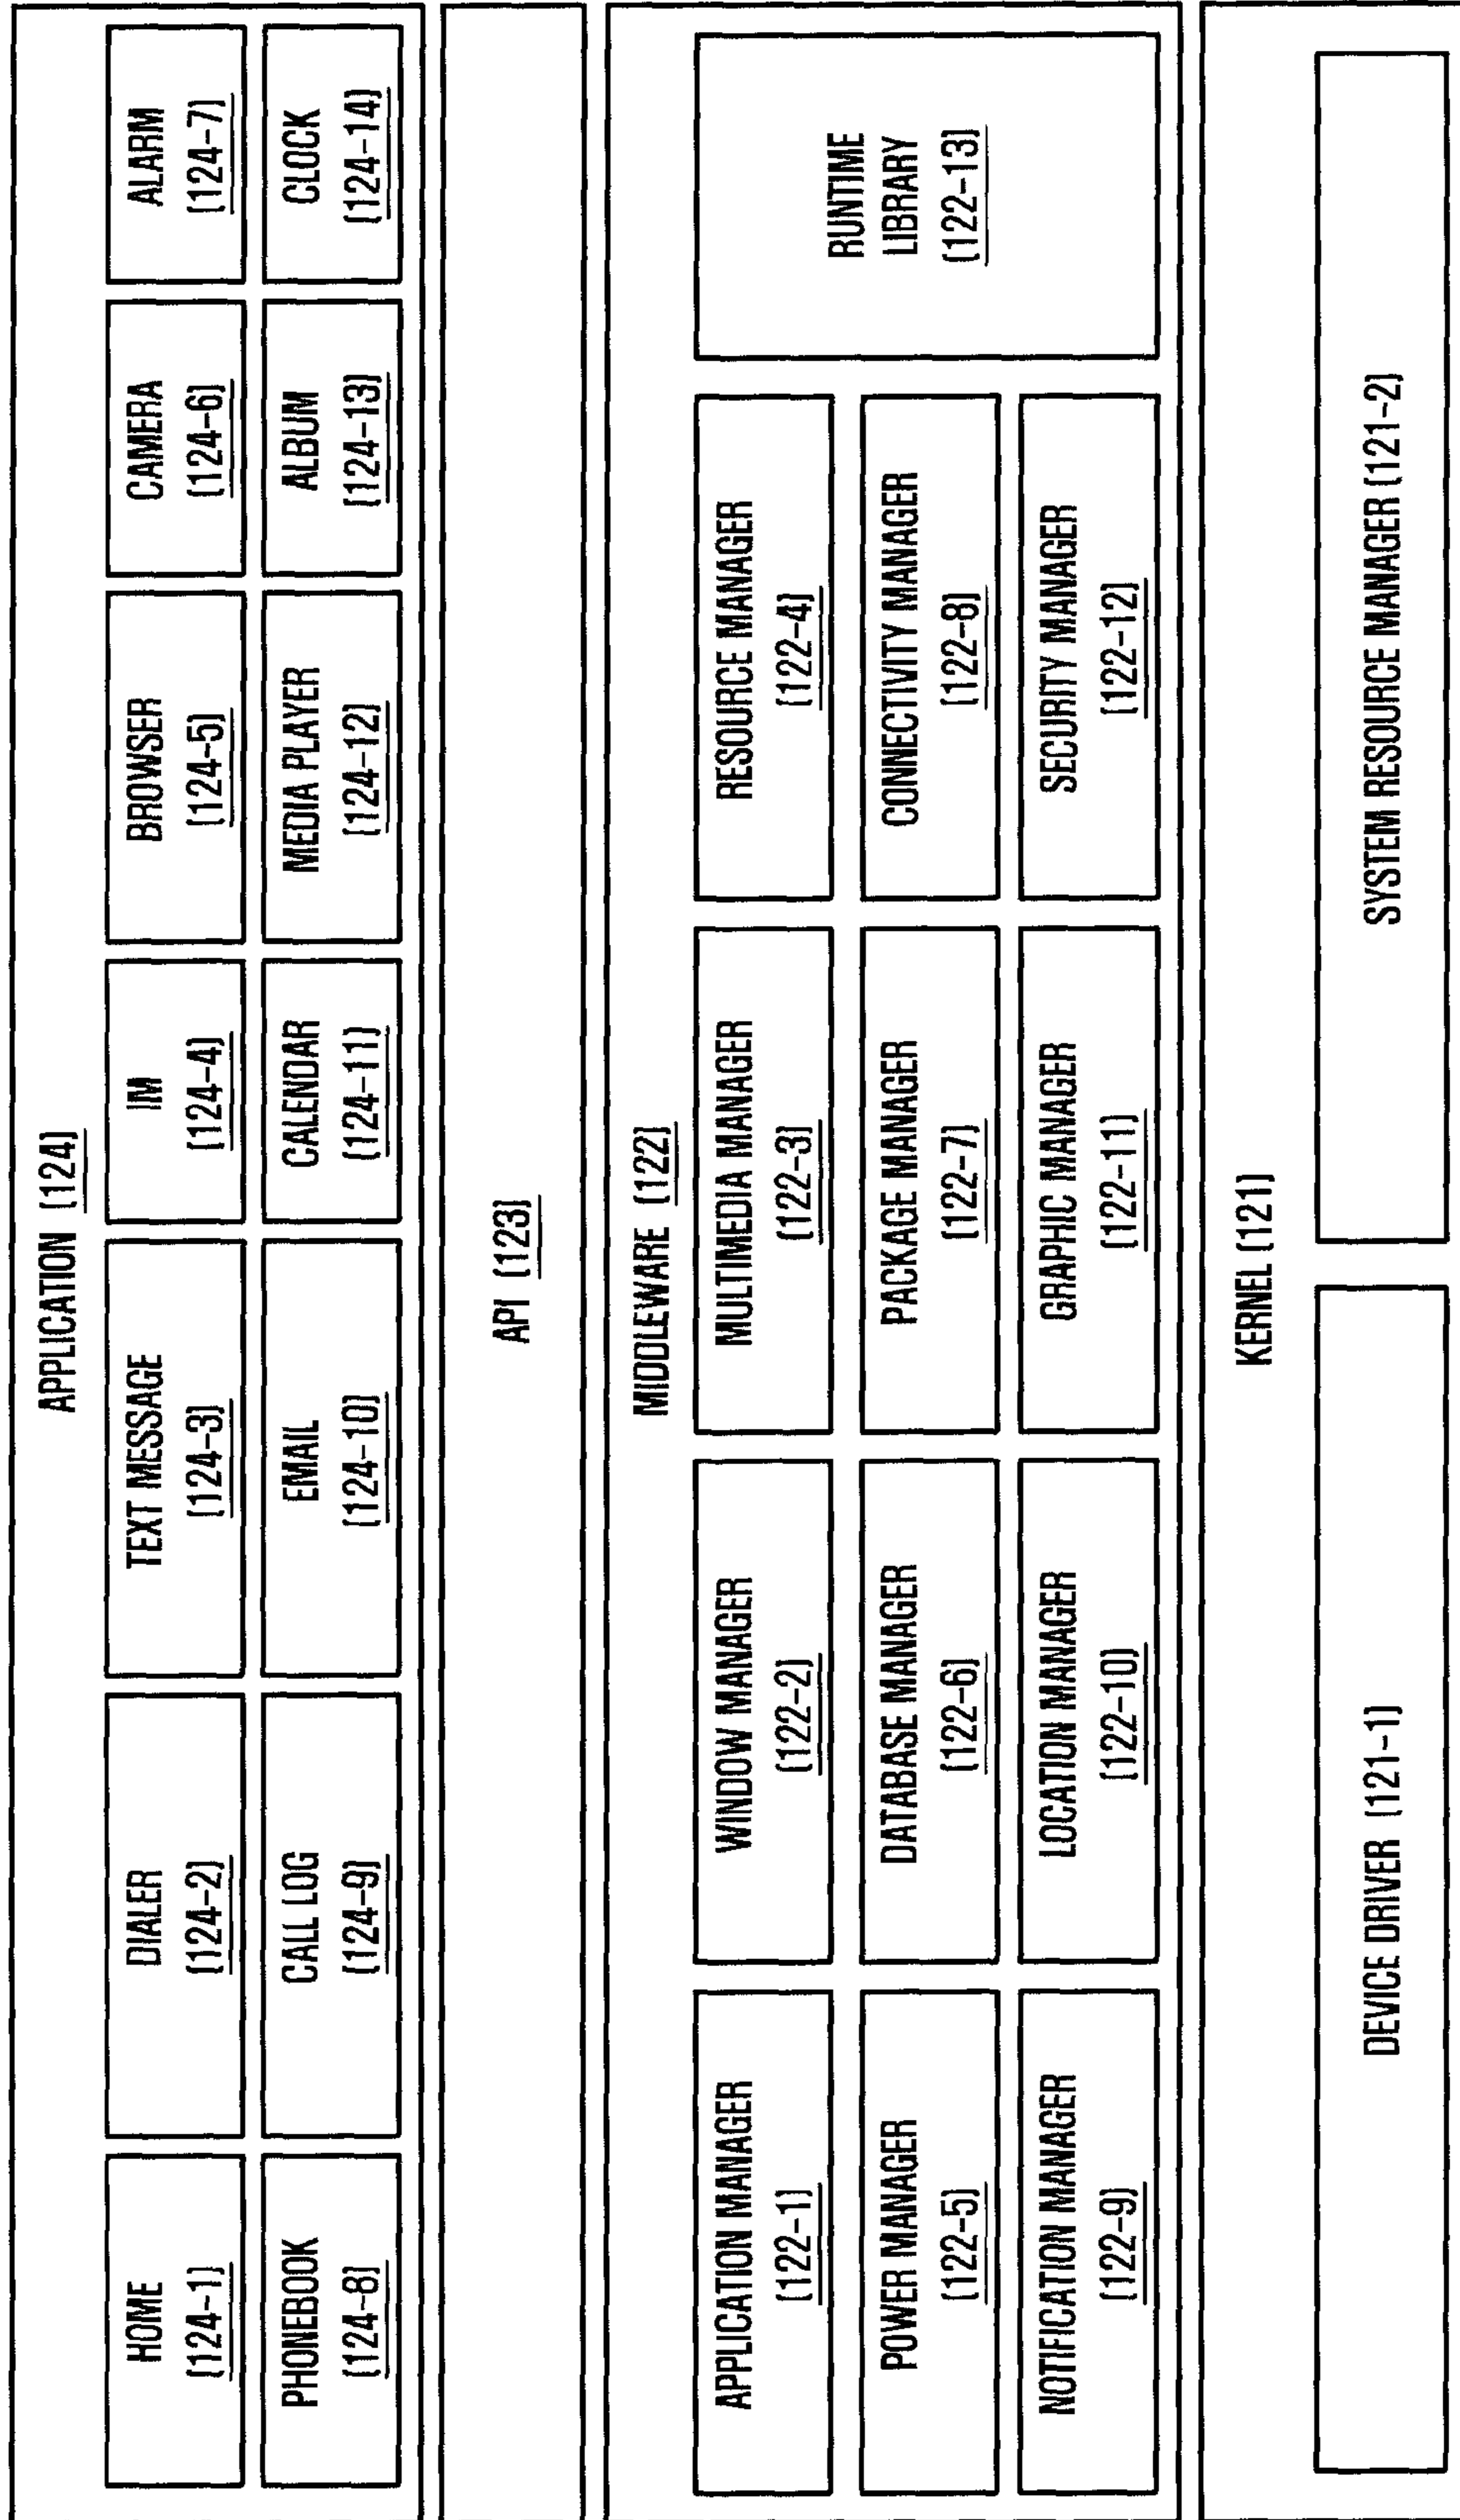 APPLICATION (124)
HOME
(124-1)
DIALER
(124-2)
TEXT MESSAGE
(124-3)
IM
(124-4)
BROWSER
(124-5)
CAMERA
(124-6)
ALARM
(124-7)
PHONEBOOK
(124-8)
CALL LOG
(124-9)
EMAIL
(124-10)
CALENDAR
(124-11)
MEDIA PLAYER
(124-12)
ALBUM
(124-13)
CLOCK
(124-14)
API (123)
MIDDLEWARE (122)
APPLICATION MANAGER
(122-1)
WINDOW MANAGER
(122-2)
MULTIMEDIA MANAGER
(122-3)
RESOURCE MANAGER
(122-4)
POWER MANAGER
(122-5)
DATABASE MANAGER
(122-6)
PACKAGE MANAGER
(122-7)
CONNECTIVITY MANAGER
(122-8)
NOTIFICATION MANAGER
(122-9)
LOCATION MANAGER
(122-10)
GRAPHIC MANAGER
(122-11)
SECURITY MANAGER
(122-12)
RUNTIME
LIBRARY
(122-13)
KERNEL (121)
DEVICE DRIVER (121-1)
SYSTEM RESOURCE MANAGER (121-2)